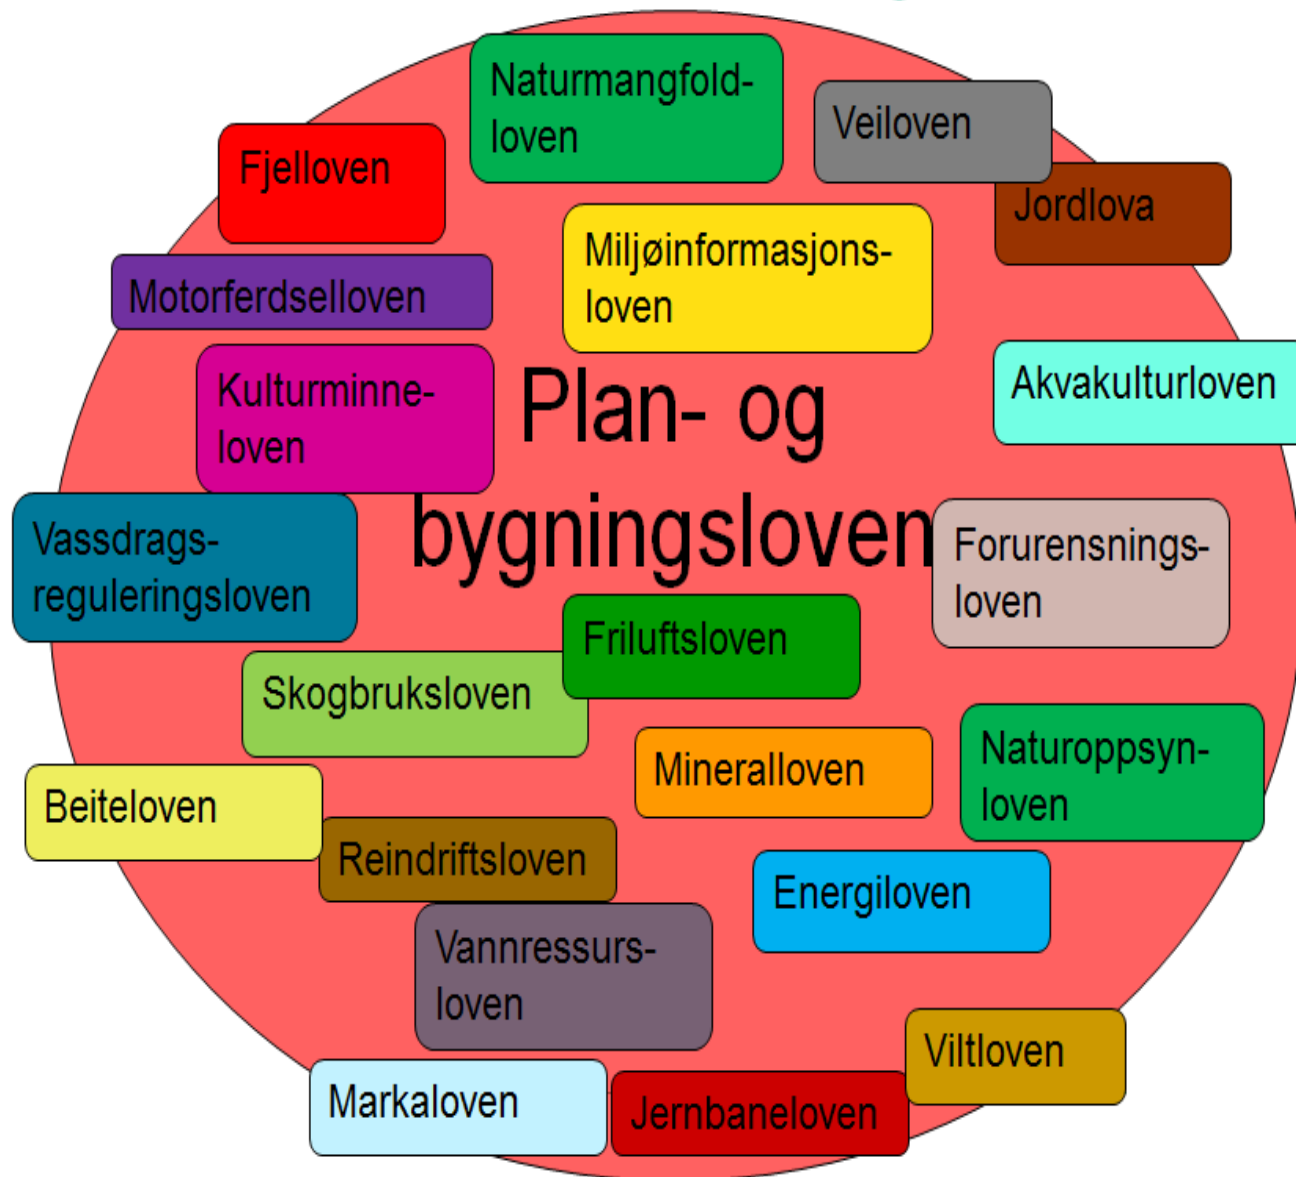 Naturmangfold-
loven
Veiloven
Fjelloven
Jordlova
Miljøinformasjons-
loven
Motorferdselloven
Kulturminne-
loven
Akvakulturloven
Plan- og
bygningsloven
Vassdrags-
reguleringsloven
Forurensnings-
loven
Friluftsloven
Skogbruksloven
Naturoppsyn-
loven
Mineralloven
Beiteloven
Reindriftsloven
Energiloven
Vannressurs-
loven
Viltloven
Markaloven
Jernbaneloven